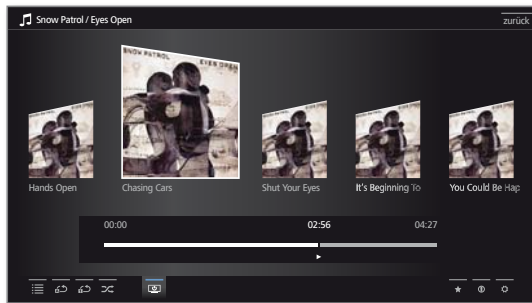 Snow Patrol / Eyes Open
zurück
SNOW PATROL EYES OPEN
Hands Open
Chasing Cars
Shut Your Eyes
It's Beginning To
You Could Be Hap
00:00
02:56
04:27